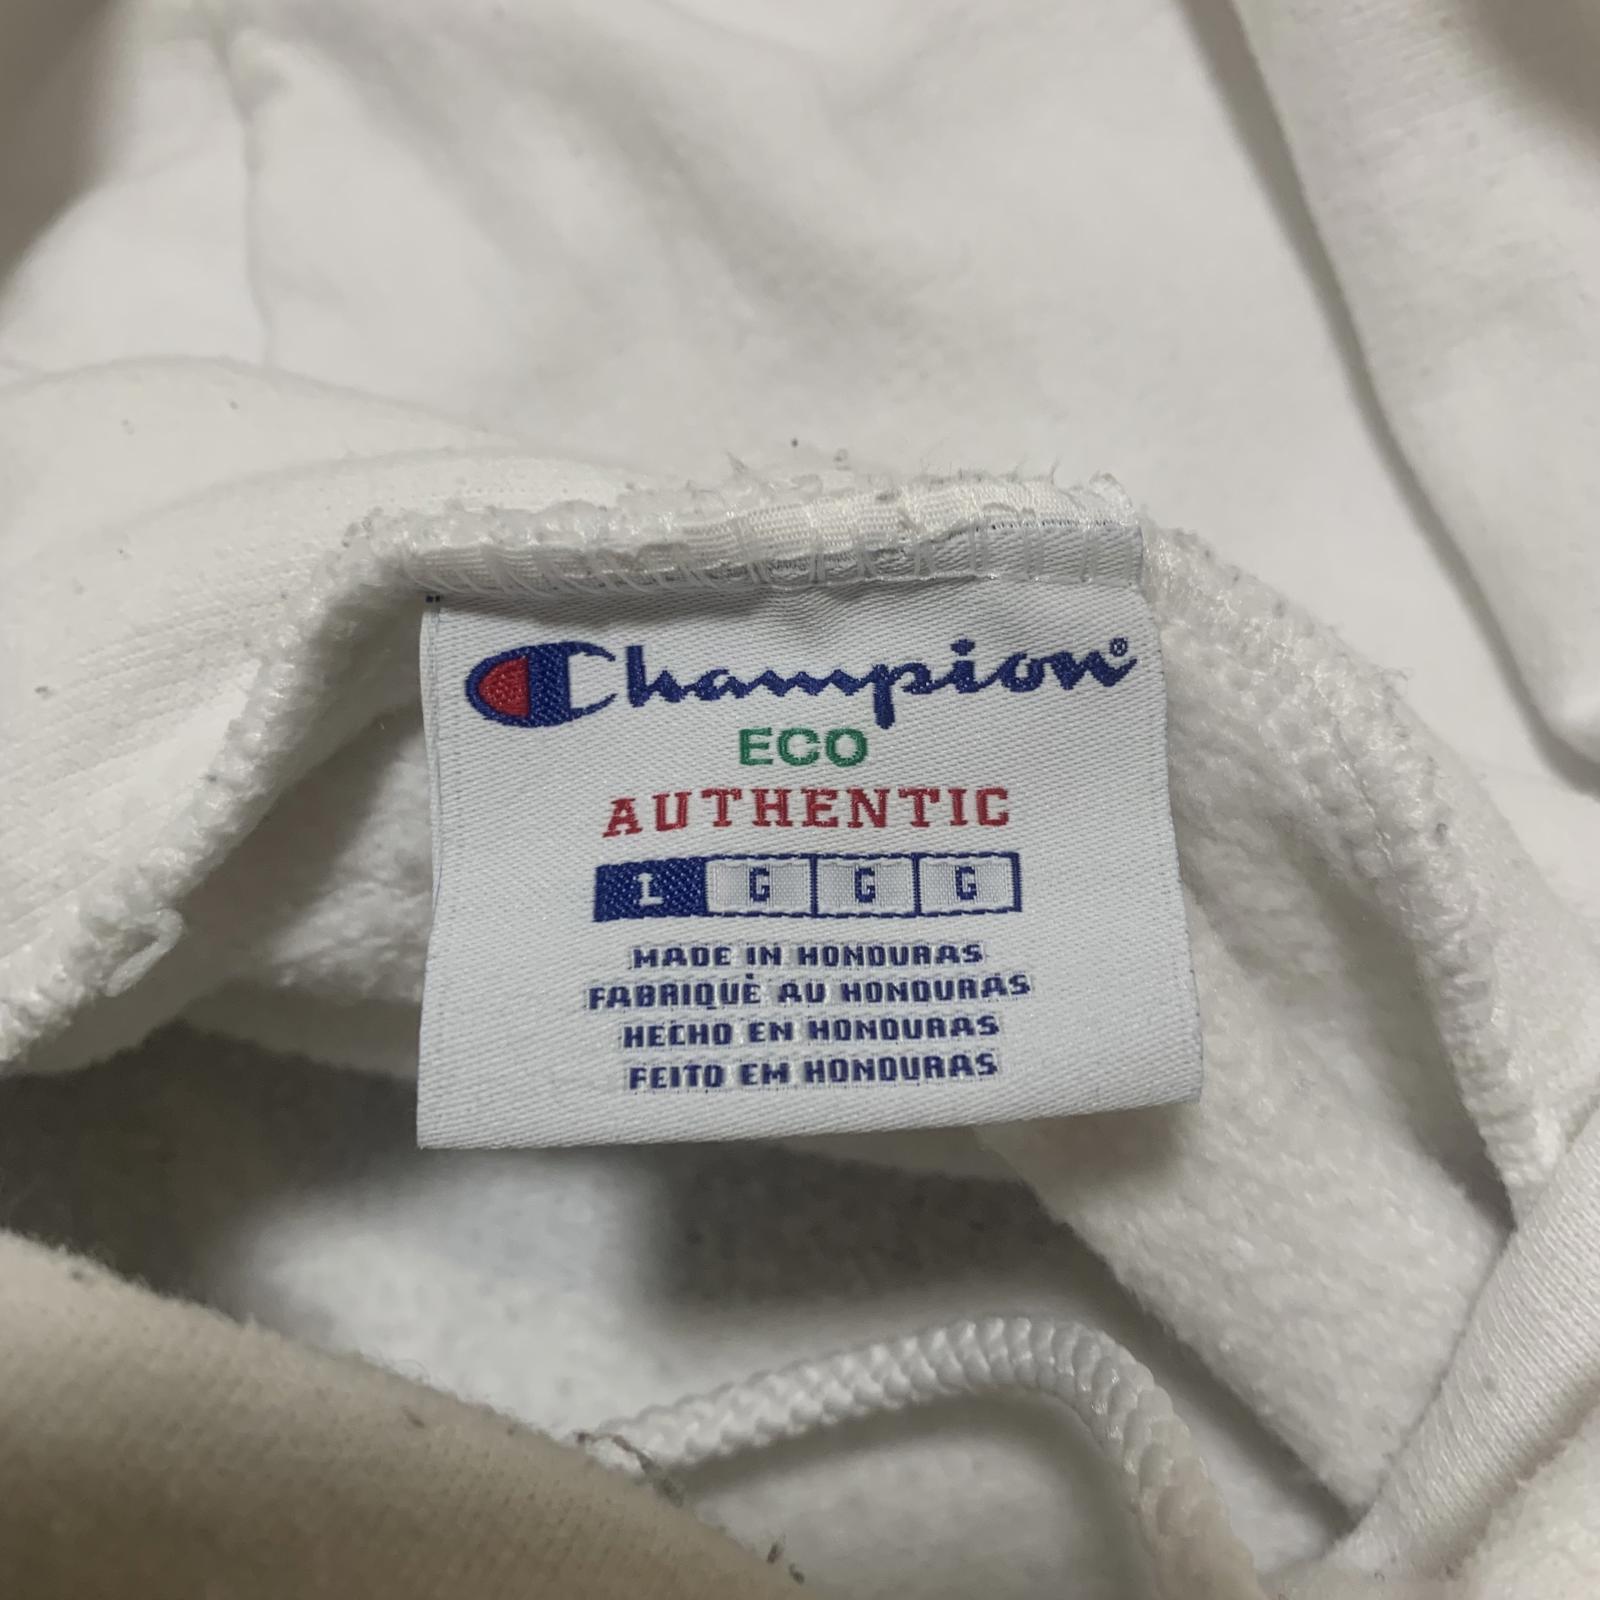 Champion®
ECO
AUTHENTIC
L G G G
MADE IN HONDURAS
FABRIQUÉ AU HONDURAS
HECHO EN HONDURAS
FEITO EM HONDURAS